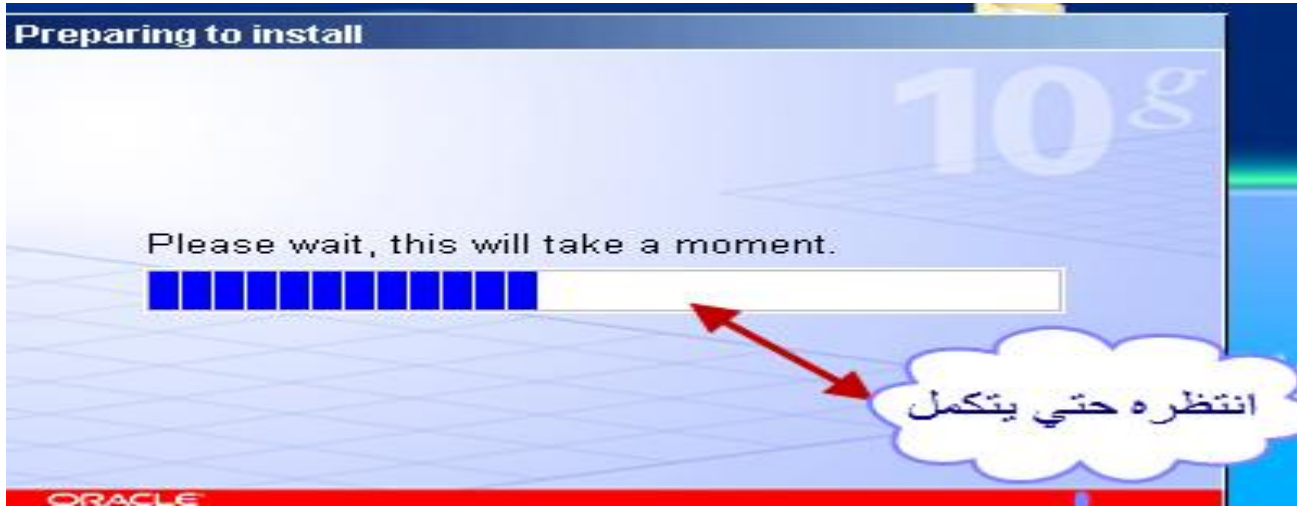 Preparing to install
10g
Please wait, this will take a moment.
انتظره حتي يتكمل
ORACLE